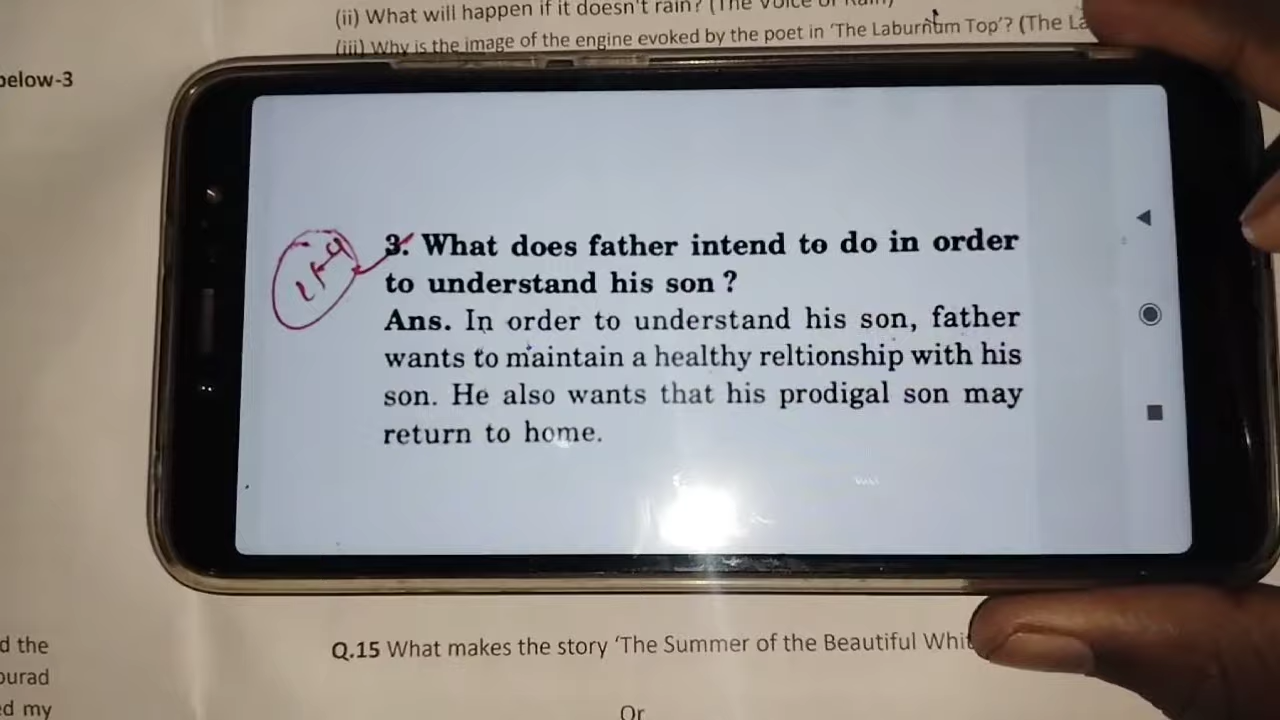 (ii) What will happen if it doesn't rain? (The Voice of Rain)
(iii) Why is the image of the engine evoked by the poet in 'The Laburnum Top'? (The La
below-3
3. What does father intend to do in order
to understand his son ?
Ans. In order to understand his son, father
wants to maintain a healthy reltionship with his
son. He also wants that his prodigal son may
return to home.
d the
Q.15 What makes the story 'The Summer of the Beautiful Whit
ourad
ed my
Or